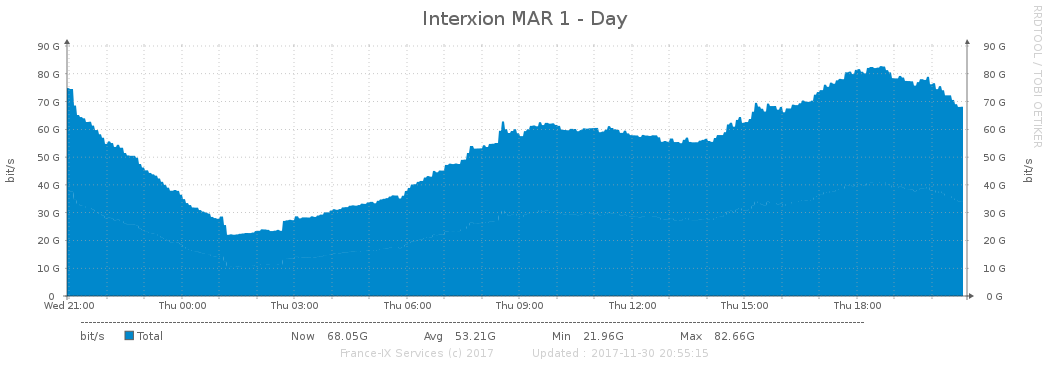 Interxion MAR 1 - Day
RRDTOOL / TOBI OETIKER
90 G 90 G
80 G 80 G
70 G 70 G
60 G 60 G
50 G 50 G
40 G 40 G
30 G 30 G
20 G 20 G
10 G 10 G
0 0 G
bit/s
bit/s
Wed 21:00 Thu 00:00 Thu 03:00 Thu 06:00 Thu 09:00 Thu 12:00 Thu 15:00 Thu 18:00
bit/s Total Now 68.05G Avg 53.21G Min 21.96G Max 82.66G
France-IX Services (c) 2017 Updated : 2017-11-30 20:55:15